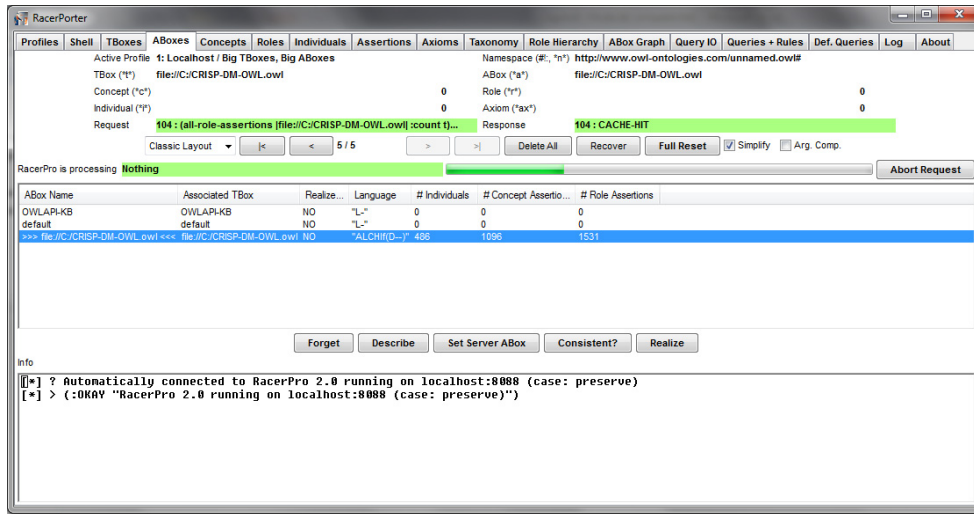 RacerPorter
Profiles Shell TBoxes ABoxes Concepts Roles Individuals Assertions Axioms Taxonomy Role Hierarchy ABox Graph Query IO Queries + Rules Def. Queries Log About
Active Profile 1: Localhost / Big TBoxes, Big ABoxes Namespace (#!:, *n*) http://www.owl-ontologies.com/unnamed.owl#
TBox (*t*) file://C:/CRISP-DM-OWL.owl ABox (*a*) file://C:/CRISP-DM-OWL.owl
Concept (*c*) 0 Role (*r*) 0
Individual (*i*) 0 Axiom (*ax*) 0
Request 104 : (all-role-assertions |file://C:/CRISP-DM-OWL.owl| :count t)... Response 104 : CACHE-HIT
Classic Layout |< < 5 / 5 > >| Delete All Recover Full Reset Simplify Arg. Comp.
RacerPro is processing Nothing Abort Request
ABox Name Associated TBox Realize... Language # Individuals # Concept Assertio... # Role Assertions
OWLAPI-KB OWLAPI-KB NO "L-" 0 0 0
default default NO "L-" 0 0 0
>>> file://C:/CRISP-DM-OWL.owl <<< file://C:/CRISP-DM-OWL.owl NO "ALCHIf(D--)" 486 1096 1531
Forget Describe Set Server ABox Consistent? Realize
Info
[*] ? Automatically connected to RacerPro 2.0 running on localhost:8088 (case: preserve)
[*] > (:OKAY "RacerPro 2.0 running on localhost:8088 (case: preserve)")